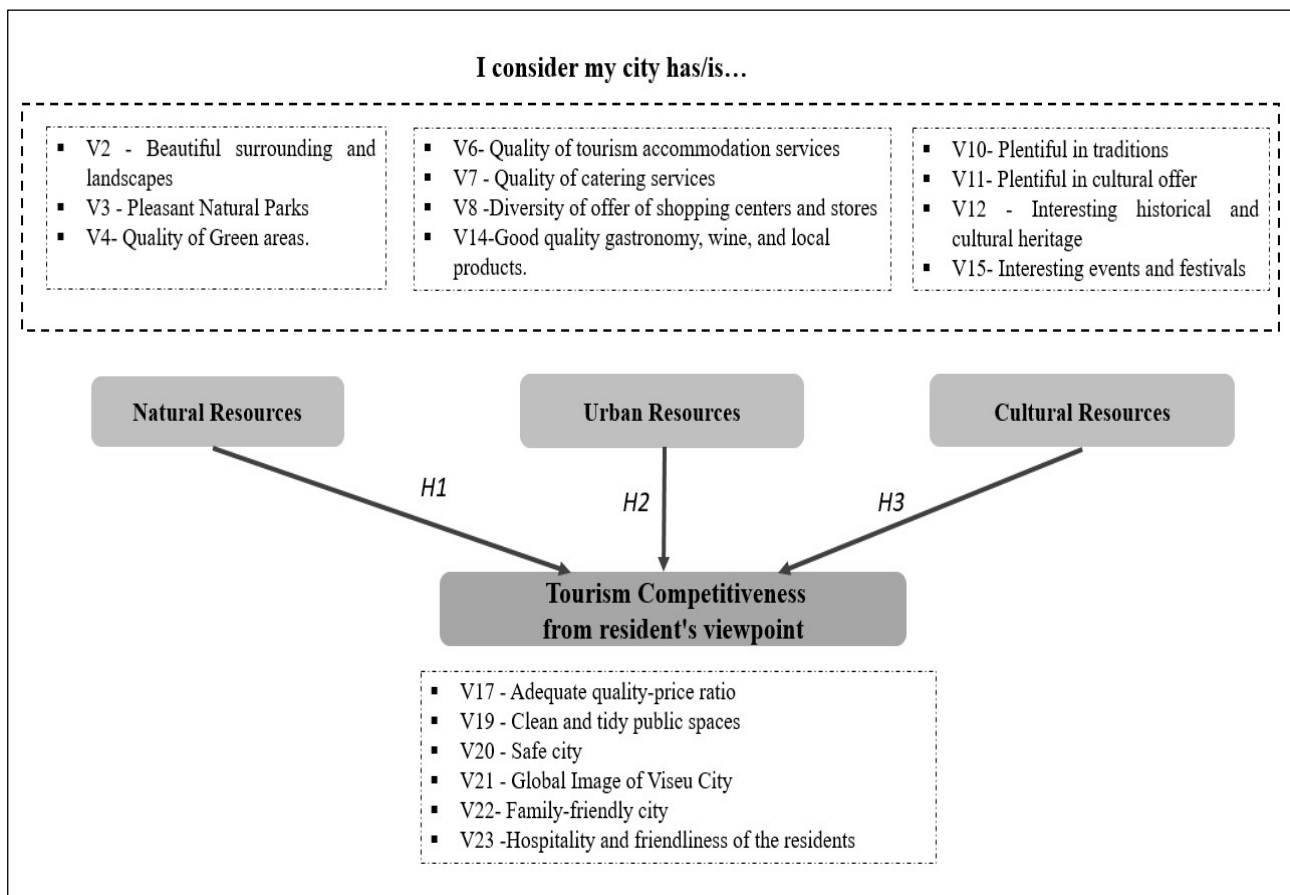 I consider my city has/is…
▪ V2 - Beautiful surrounding and
landscapes
▪ V3 - Pleasant Natural Parks
▪ V4- Quality of Green areas.
▪ V6- Quality of tourism accommodation services
▪ V7 - Quality of catering services
▪ V8 -Diversity of offer of shopping centers and stores
▪ V14-Good quality gastronomy, wine, and local
products.
▪ V10- Plentiful in traditions
▪ V11- Plentiful in cultural offer
▪ V12 - Interesting historical and
cultural heritage
▪ V15- Interesting events and festivals
Natural Resources
Urban Resources
Cultural Resources
H1
H2
H3
Tourism Competitiveness
from resident's viewpoint
▪ V17 - Adequate quality-price ratio
▪ V19 - Clean and tidy public spaces
▪ V20 - Safe city
▪ V21 - Global Image of Viseu City
▪ V22- Family-friendly city
▪ V23 -Hospitality and friendliness of the residents